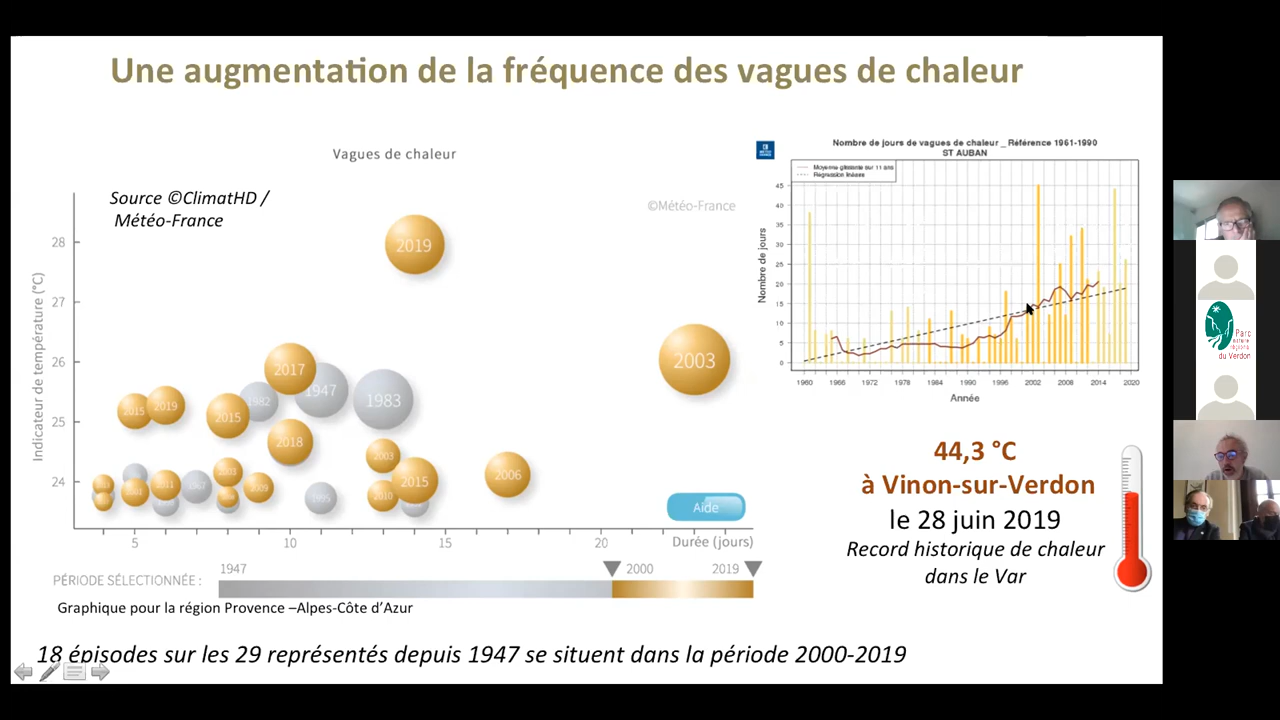 Une augmentation de la fréquence des vagues de chaleur
Vagues de chaleur
Source ©ClimatHD /
Météo-France
©Météo-France
Indicateur de température (°C)
28
27
26
25
24
2019
2003
2017
1947
1983
1982
2015
2019
2015
2018
2003
2015
2006
2003
2011
2009
2010
Aide
5
10
15
20
Durée (jours)
PÉRIODE SÉLECTIONNÉE :
1947
2000
2019
Graphique pour la région Provence –Alpes-Côte d'Azur
18 épisodes sur les 29 représentés depuis 1947 se situent dans la période 2000-2019
Nombre de jours de vagues de chaleur _ Référence 1961-1990
ST AUBAN
Moyenne glissante sur 11 ans
Régression linéaire
Nombre de jours
45
40
35
30
25
20
15
10
5
0
1960
1966
1972
1978
1984
1990
1996
2002
2008
2014
2020
Année
44,3 °C
à Vinon-sur-Verdon
le 28 juin 2019
Record historique de chaleur
dans le Var
Parc
naturel
régional
du Verdon